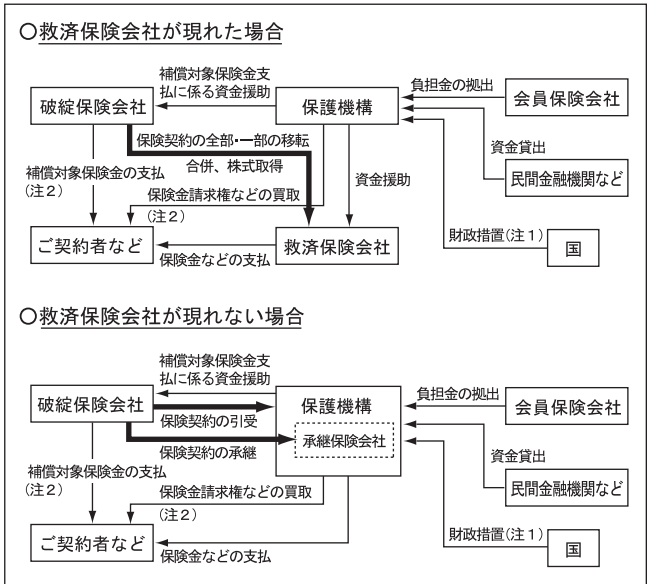 ○救済保険会社が現れた場合
補償対象保険金支
払に係る資金援助
負担金の拠出
破綻保険会社
保護機構
会員保険会社
保険契約の全部・一部の移転
資金貸出
合併、株式取得
補償対象保険金の支払
(注2)
資金援助
民間金融機関など
保険金請求権などの買取
(注2)
財政措置(注1)
ご契約者など
救済保険会社
国
保険金などの支払
○救済保険会社が現れない場合
補償対象保険金支
払に係る資金援助
負担金の拠出
破綻保険会社
保護機構
会員保険会社
保険契約の引受
承継保険会社
保険契約の承継
資金貸出
補償対象保険金の支払
(注2)
民間金融機関など
保険金請求権などの買取
(注2)
財政措置(注1)
ご契約者など
国
保険金などの支払